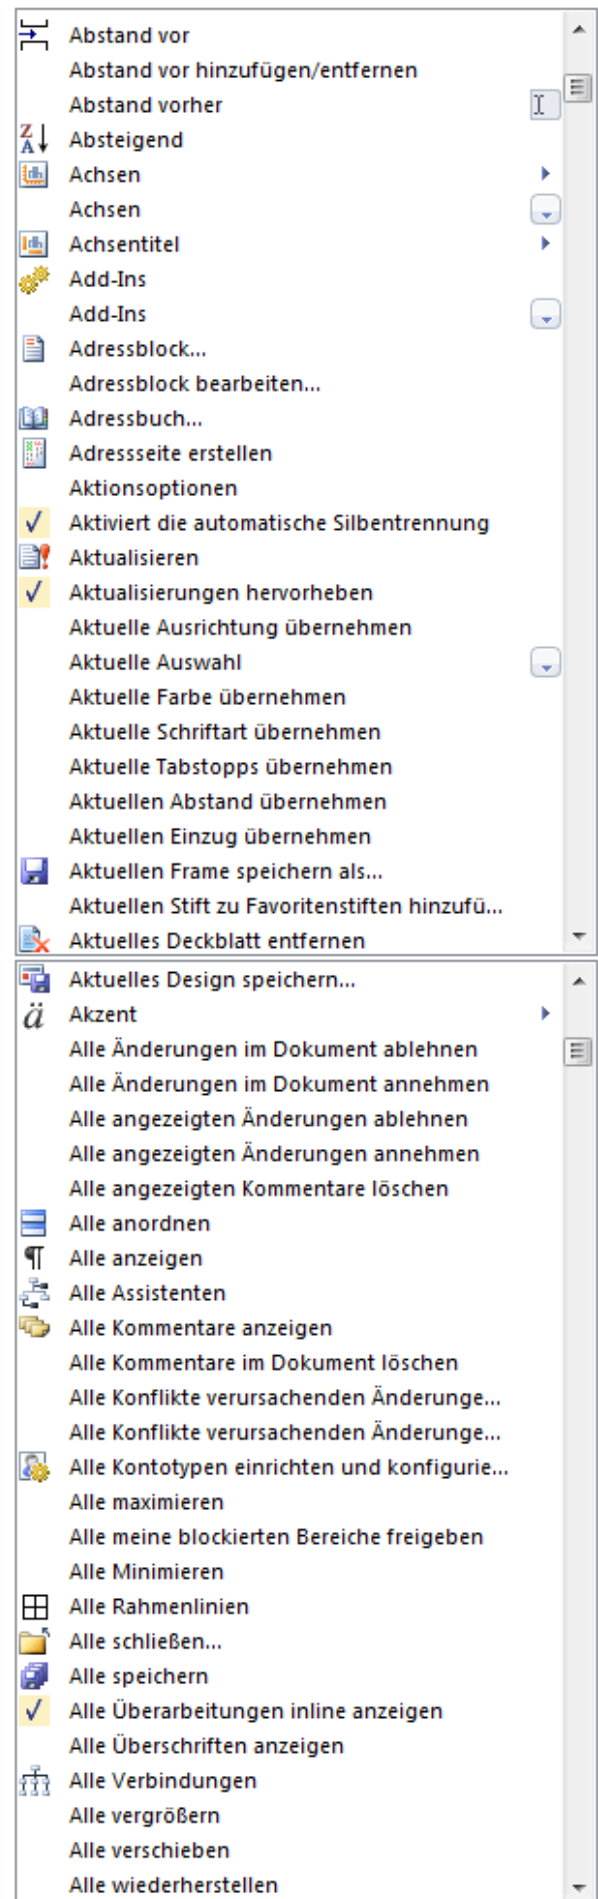 Abstand vor
Abstand vor hinzufügen/entfernen
Abstand vorher
Absteigend
Achsen
Achsen
Achsentitel
Add-Ins
Add-Ins
Adressblock...
Adressblock bearbeiten...
Adressbuch...
Adressseite erstellen
Aktionsoptionen
Aktiviert die automatische Silbentrennung
Aktualisieren
Aktualisierungen hervorheben
Aktuelle Ausrichtung übernehmen
Aktuelle Auswahl
Aktuelle Farbe übernehmen
Aktuelle Schriftart übernehmen
Aktuelle Tabstopps übernehmen
Aktuellen Abstand übernehmen
Aktuellen Einzug übernehmen
Aktuellen Frame speichern als...
Aktuellen Stift zu Favoritenstiften hinzufü...
Aktuelles Deckblatt entfernen
Aktuelles Design speichern...
Akzent
Alle Änderungen im Dokument ablehnen
Alle Änderungen im Dokument annehmen
Alle angezeigten Änderungen ablehnen
Alle angezeigten Änderungen annehmen
Alle angezeigten Kommentare löschen
Alle anordnen
Alle anzeigen
Alle Assistenten
Alle Kommentare anzeigen
Alle Kommentare im Dokument löschen
Alle Konflikte verursachenden Änderunge...
Alle Konflikte verursachenden Änderunge...
Alle Kontotypen einrichten und konfigurie...
Alle maximieren
Alle meine blockierten Bereiche freigeben
Alle Minimieren
Alle Rahmenlinien
Alle schließen...
Alle speichern
Alle Überarbeitungen inline anzeigen
Alle Überschriften anzeigen
Alle Verbindungen
Alle vergrößern
Alle verschieben
Alle wiederherstellen